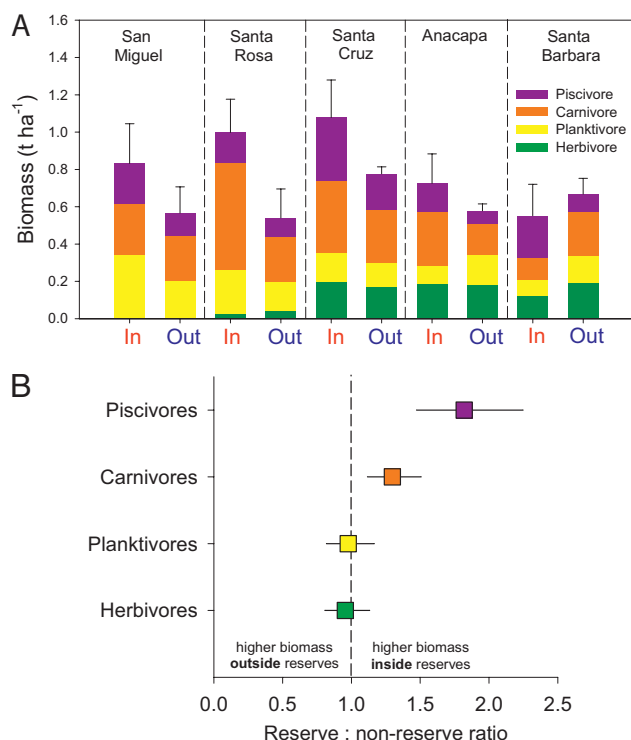 A
San
Miguel
Santa
Rosa
Santa
Cruz
Anacapa
Santa
Barbara
Piscivore
Carnivore
Planktivore
Herbivore
Biomass (t ha⁻¹)
1.6
1.4
1.2
1.0
0.8
0.6
0.4
0.2
0.0
In Out In Out In Out In Out In Out
B
Piscivores
Carnivores
Planktivores
Herbivores
higher biomass
outside reserves
higher biomass
inside reserves
0.0 0.5 1.0 1.5 2.0 2.5
Reserve : non-reserve ratio